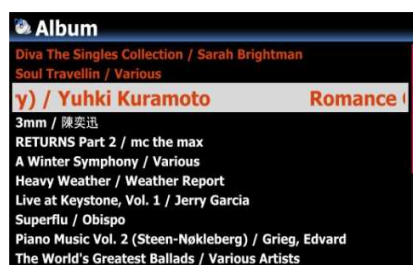 Album
Diva The Singles Collection / Sarah Brightman
Soul Travellin / Various
y) / Yuhki Kuramoto Romance
3mm / 陳奕迅
RETURNS Part 2 / mc the max
A Winter Symphony / Various
Heavy Weather / Weather Report
Live at Keystone, Vol. 1 / Jerry Garcia
Superflu / Obispo
Piano Music Vol. 2 (Steen-Nøkleberg) / Grieg, Edvard
The World's Greatest Ballads / Various Artists